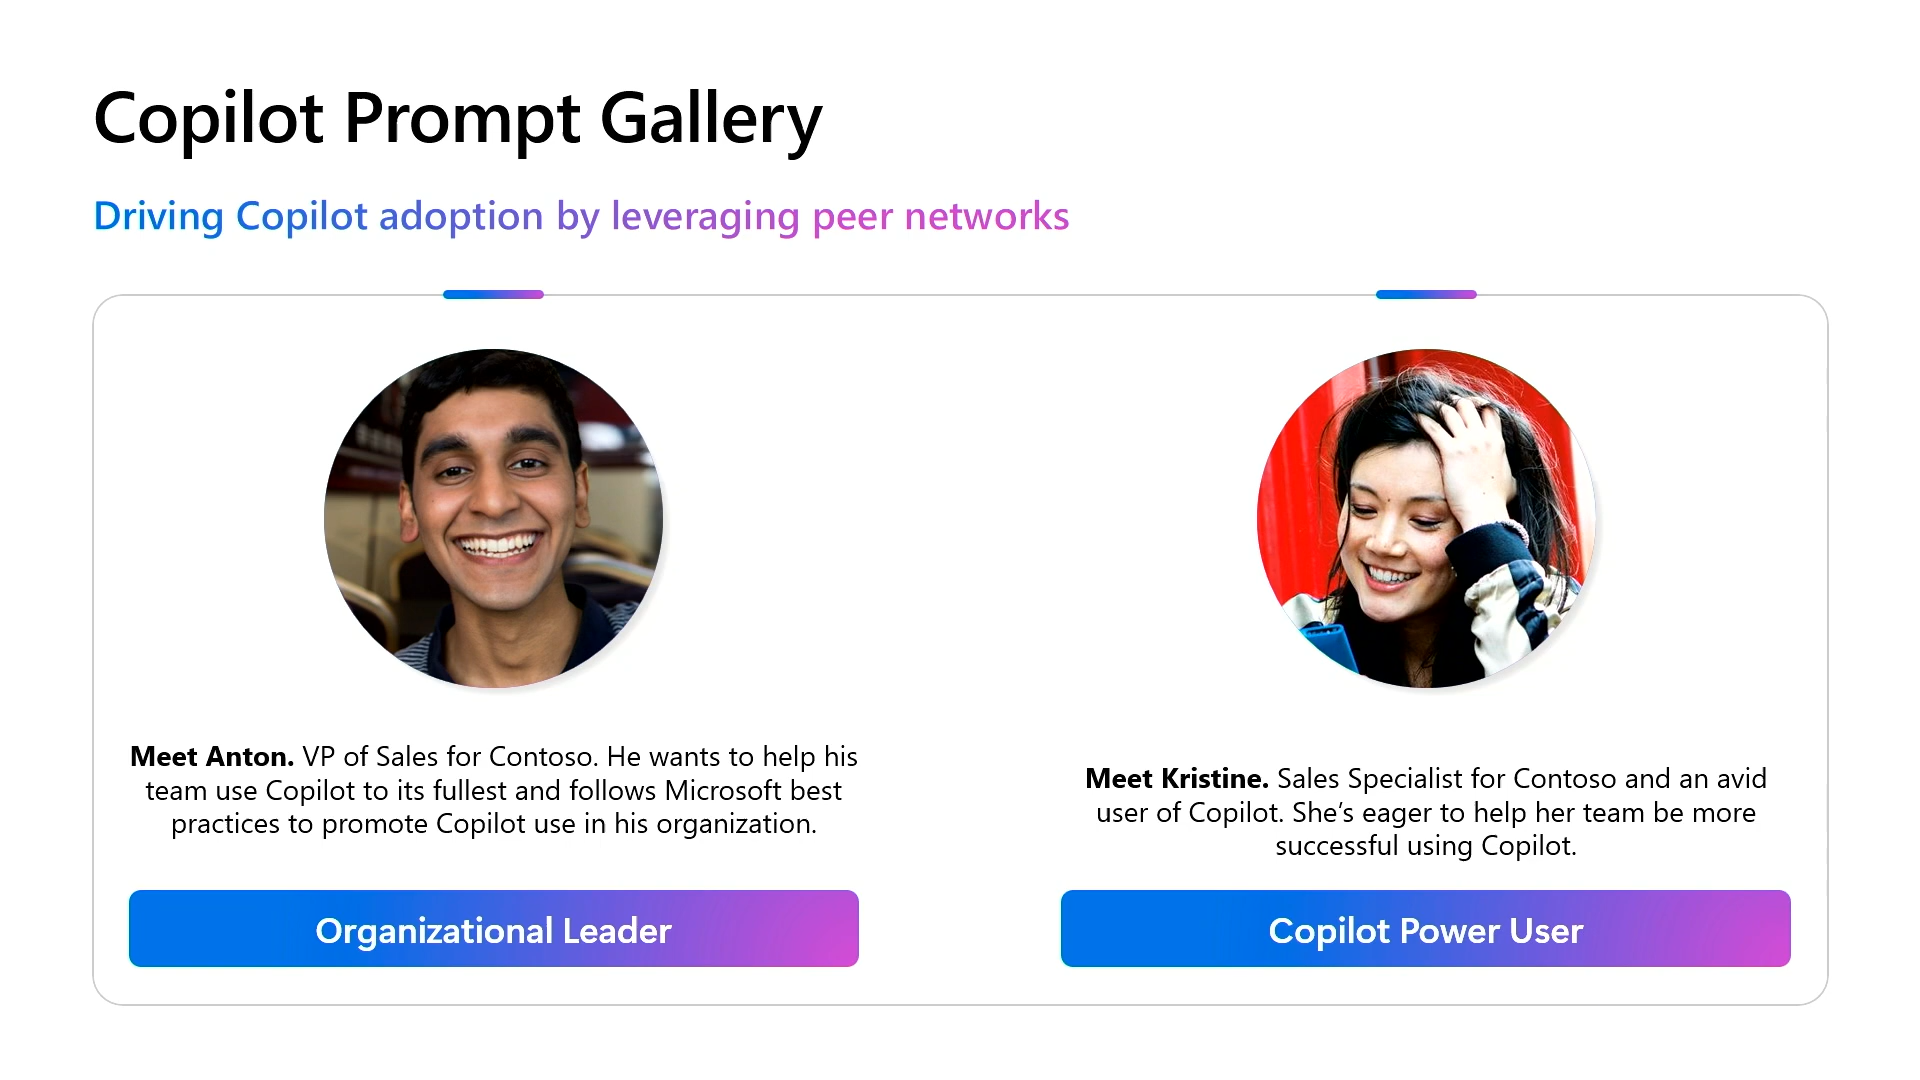 Copilot Prompt Gallery
Driving Copilot adoption by leveraging peer networks
Meet Anton. VP of Sales for Contoso. He wants to help his
team use Copilot to its fullest and follows Microsoft best
practices to promote Copilot use in his organization.
Organizational Leader
Meet Kristine. Sales Specialist for Contoso and an avid
user of Copilot. She’s eager to help her team be more
successful using Copilot.
Copilot Power User